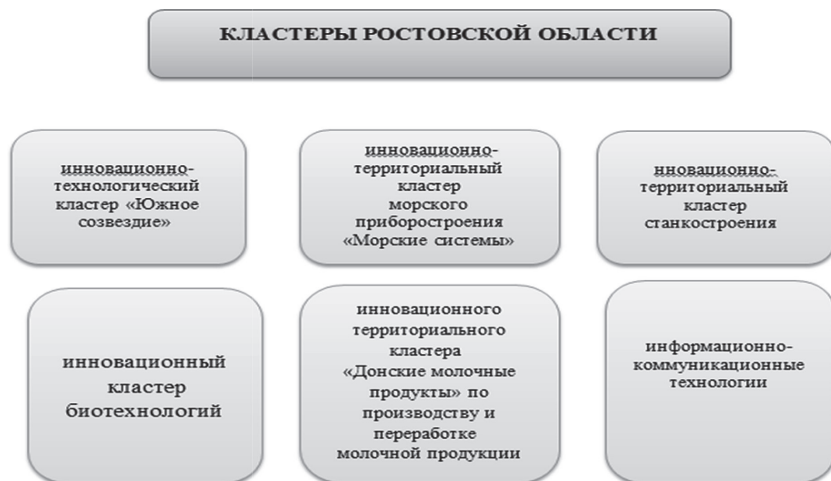 КЛАСТЕРЫ РОСТОВСКОЙ ОБЛАСТИ
инновационно-
технологический
кластер «Южное
созвездие»
инновационно-
территориальный
кластер
морского
приборостроения
«Морские системы»
нновационно-
территориальный
кластер
станкостроения
инновационный
кластер
биотехнологий
инновационного
территориального
кластера
«Донские молочные
продукты» по
производству и
переработке
молочной продукции
информационно-
коммуникационные
технологии